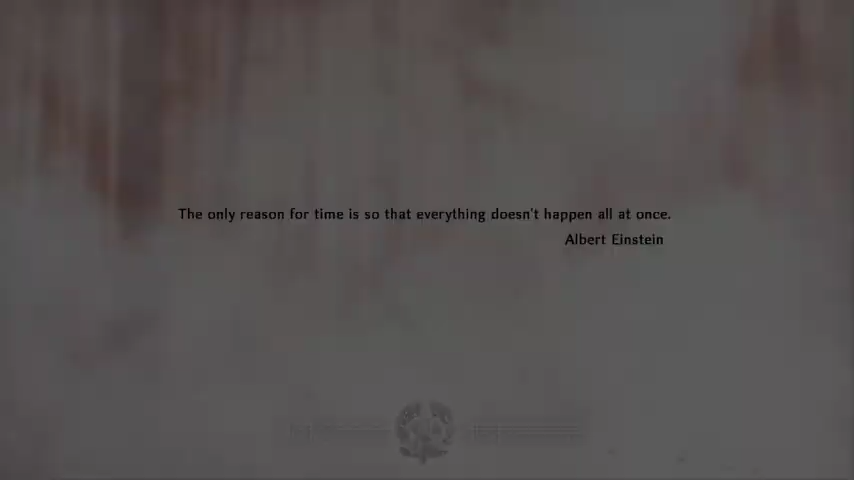 The only reason for time is so that everything doesn't happen all at once.
Albert Einstein